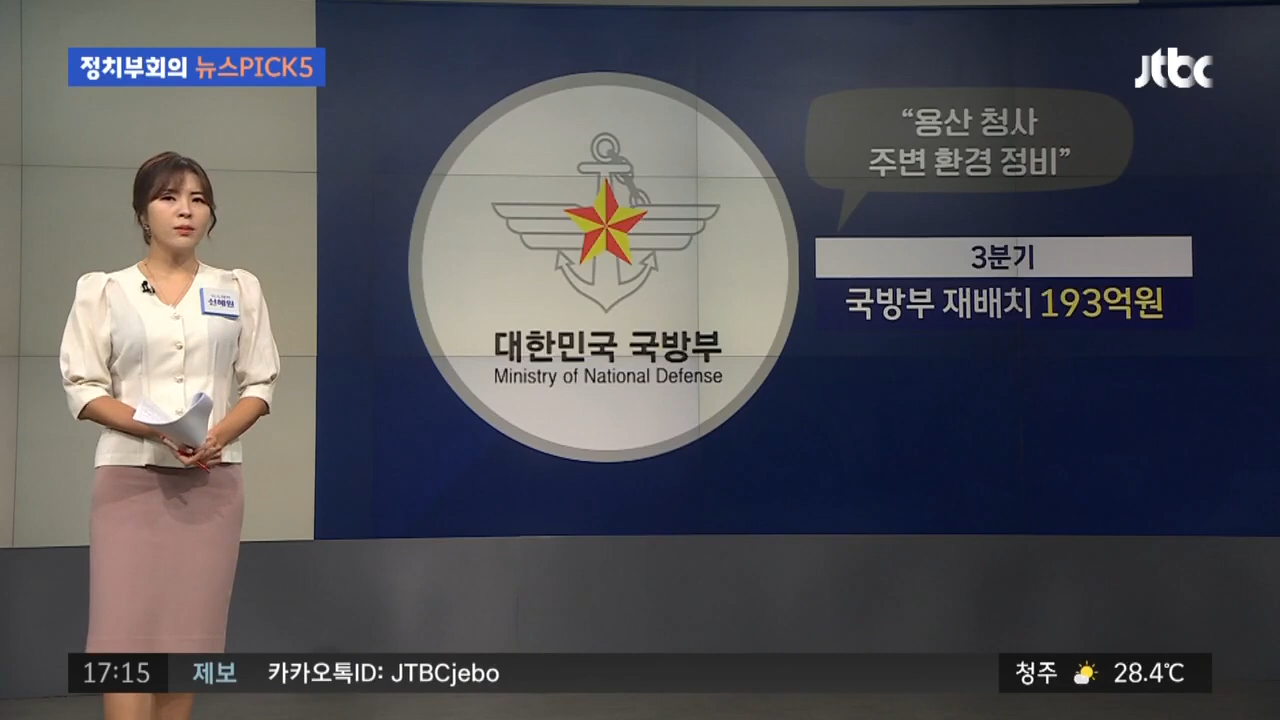 정치부회의 뉴스PICK5
jtbc
“용산 청사
주변 환경 정비”
3분기
국방부 재배치 193억원
대한민국 국방부
Ministry of National Defense
신혜원
17:15 제보 카카오톡ID: JTBCjebo
청주 28.4℃